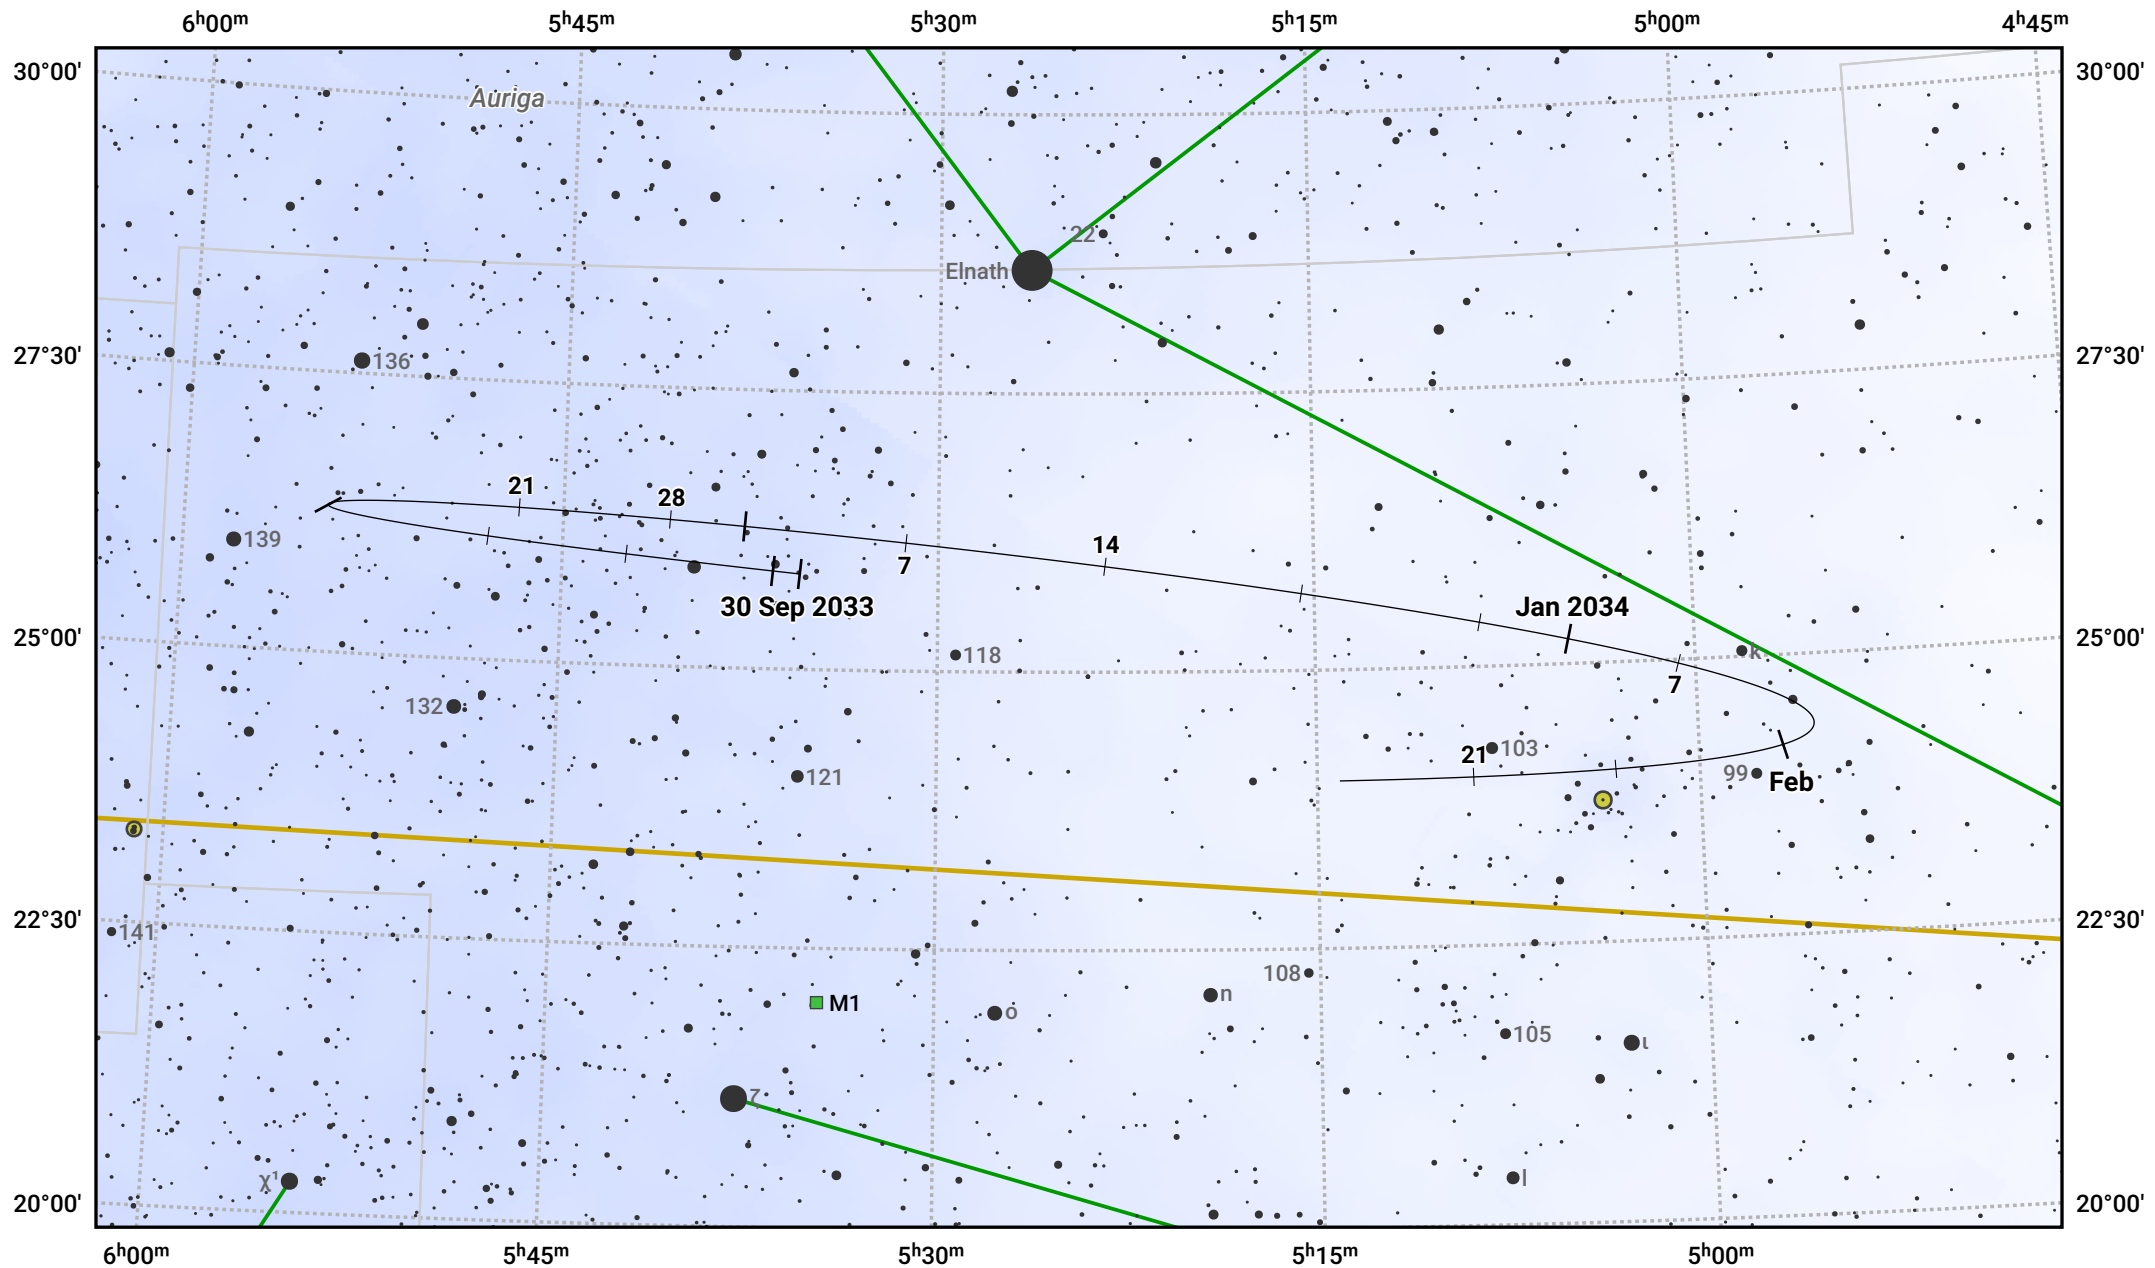 6ʰ00ᵐ 5ʰ45ᵐ 5ʰ30ᵐ 5ʰ15ᵐ 5ʰ00ᵐ 4ʰ45ᵐ
30°00' 30°00'
Auriga
22
Elnath
27°30' 27°30'
136
21
28
139
14
7
30 Sep 2033
Jan 2034
25°00' 25°00'
118
k
7
132
103
21
121
99
Feb
22°30' 22°30'
141
108
n
M1
o
105
ι
ζ
χ¹
l
20°00' 20°00'
6ʰ00ᵐ 5ʰ45ᵐ 5ʰ30ᵐ 5ʰ15ᵐ 5ʰ00ᵐ